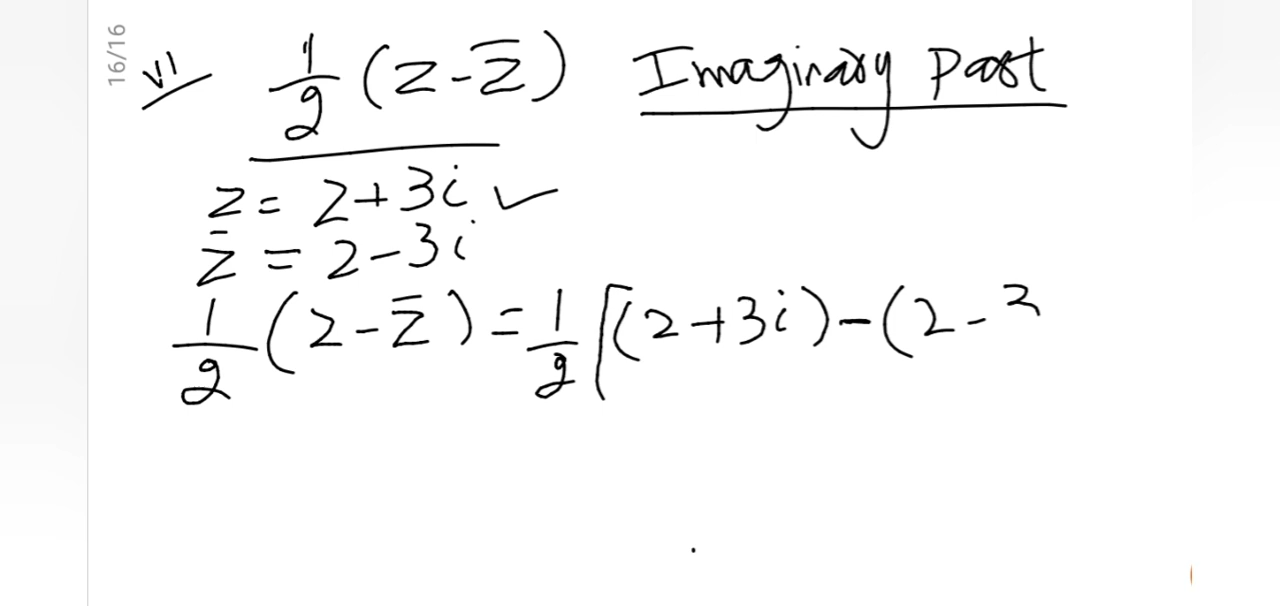 16/16
vi
1/2 (z-z̄) Imaginary Part
z = 2+3i ✓
z̄ = 2-3i
1/2 (z-z̄) = 1/2 [(2+3i)-(2-3